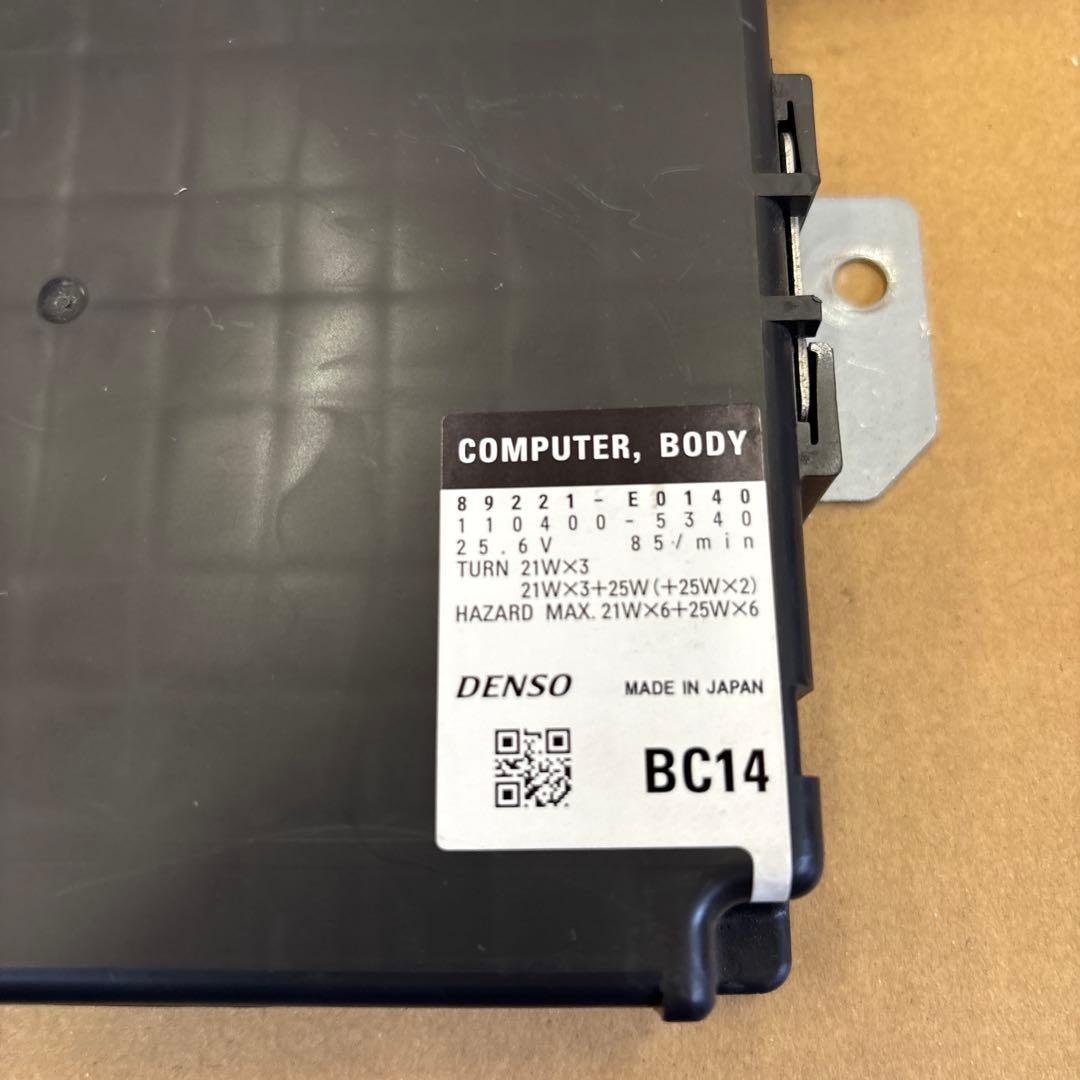 COMPUTER, BODY
89221-E0140
110400-5340
25.6V 85/min
TURN 21W×3
21W×3+25W(+25W×2)
HAZARD MAX. 21W×6+25W×6
DENSO MADE IN JAPAN
BC14